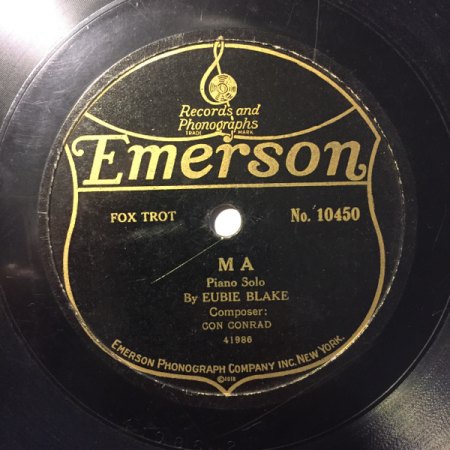 Records and
Phonographs
TRADE MARK
Emerson
FOX TROT
No. 10450
MA
Piano Solo
By EUBIE BLAKE
Composer:
CON CONRAD
41986
EMERSON PHONOGRAPH COMPANY INC. NEW YORK.
©1918